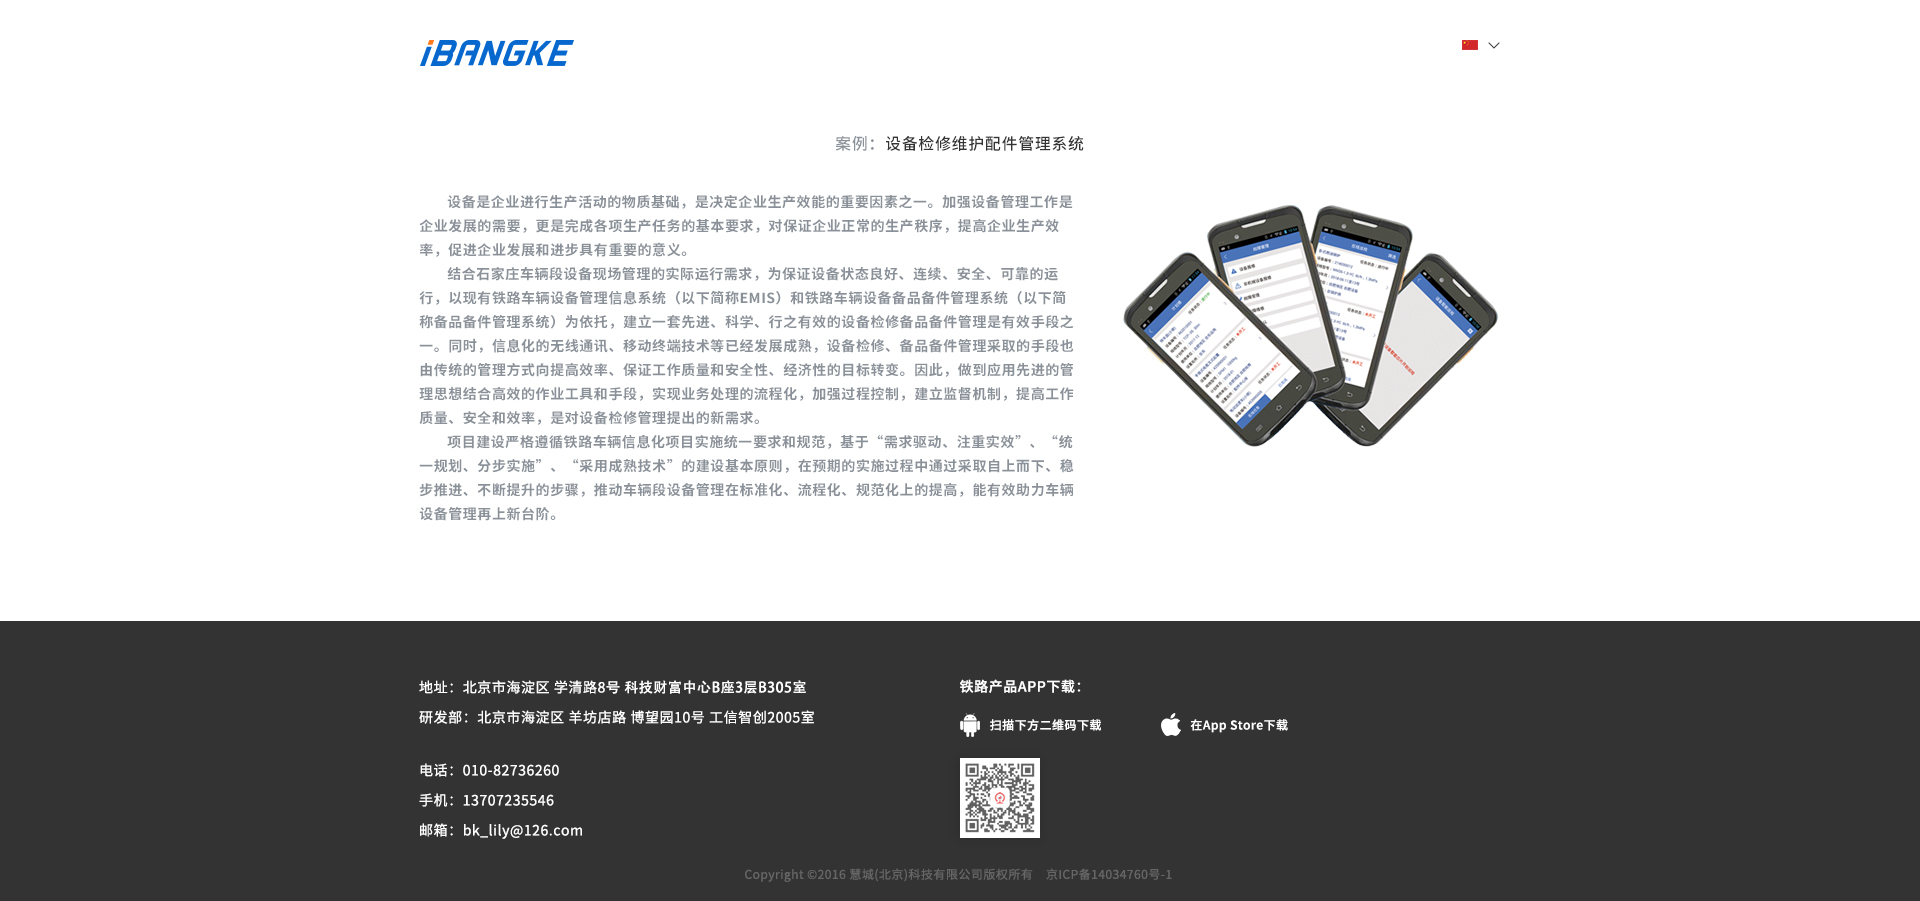 iBANGKE
案例：设备检修维护配件管理系统
设备是企业进行生产活动的物质基础，是决定企业生产效能的重要因素之一。加强设备管理工作是
企业发展的需要，更是完成各项生产任务的基本要求，对保证企业正常的生产秩序，提高企业生产效
率，促进企业发展和进步具有重要的意义。
结合石家庄车辆段设备现场管理的实际运行需求，为保证设备状态良好、连续、安全、可靠的运
行，以现有铁路车辆设备管理信息系统（以下简称EMIS）和铁路车辆设备备品备件管理系统（以下简
称备品备件管理系统）为依托，建立一套先进、科学、行之有效的设备检修备品备件管理是有效手段之
一。同时，信息化的无线通讯、移动终端技术等已经发展成熟，设备检修、备品备件管理采取的手段也
由传统的管理方式向提高效率、保证工作质量和安全性、经济性的目标转变。因此，做到应用先进的管
理思想结合高效的作业工具和手段，实现业务处理的流程化，加强过程控制，建立监督机制，提高工作
质量、安全和效率，是对设备检修管理提出的新需求。
项目建设严格遵循铁路车辆信息化项目实施统一要求和规范，基于“需求驱动、注重实效”、“统
一规划、分步实施”、“采用成熟技术”的建设基本原则，在预期的实施过程中通过采取自上而下、稳
步推进、不断提升的步骤，推动车辆段设备管理在标准化、流程化、规范化上的提高，能有效助力车辆
设备管理再上新台阶。
地址：北京市海淀区 学清路8号 科技财富中心B座3层B305室
研发部：北京市海淀区 羊坊店路 博望园10号 工信智创2005室
电话：010-82736260
手机：13707235546
邮箱：bk_lily@126.com
铁路产品APP下载：
扫描下方二维码下载
在App Store下载
Copyright ©2016 慧城(北京)科技有限公司版权所有 京ICP备14034760号-1